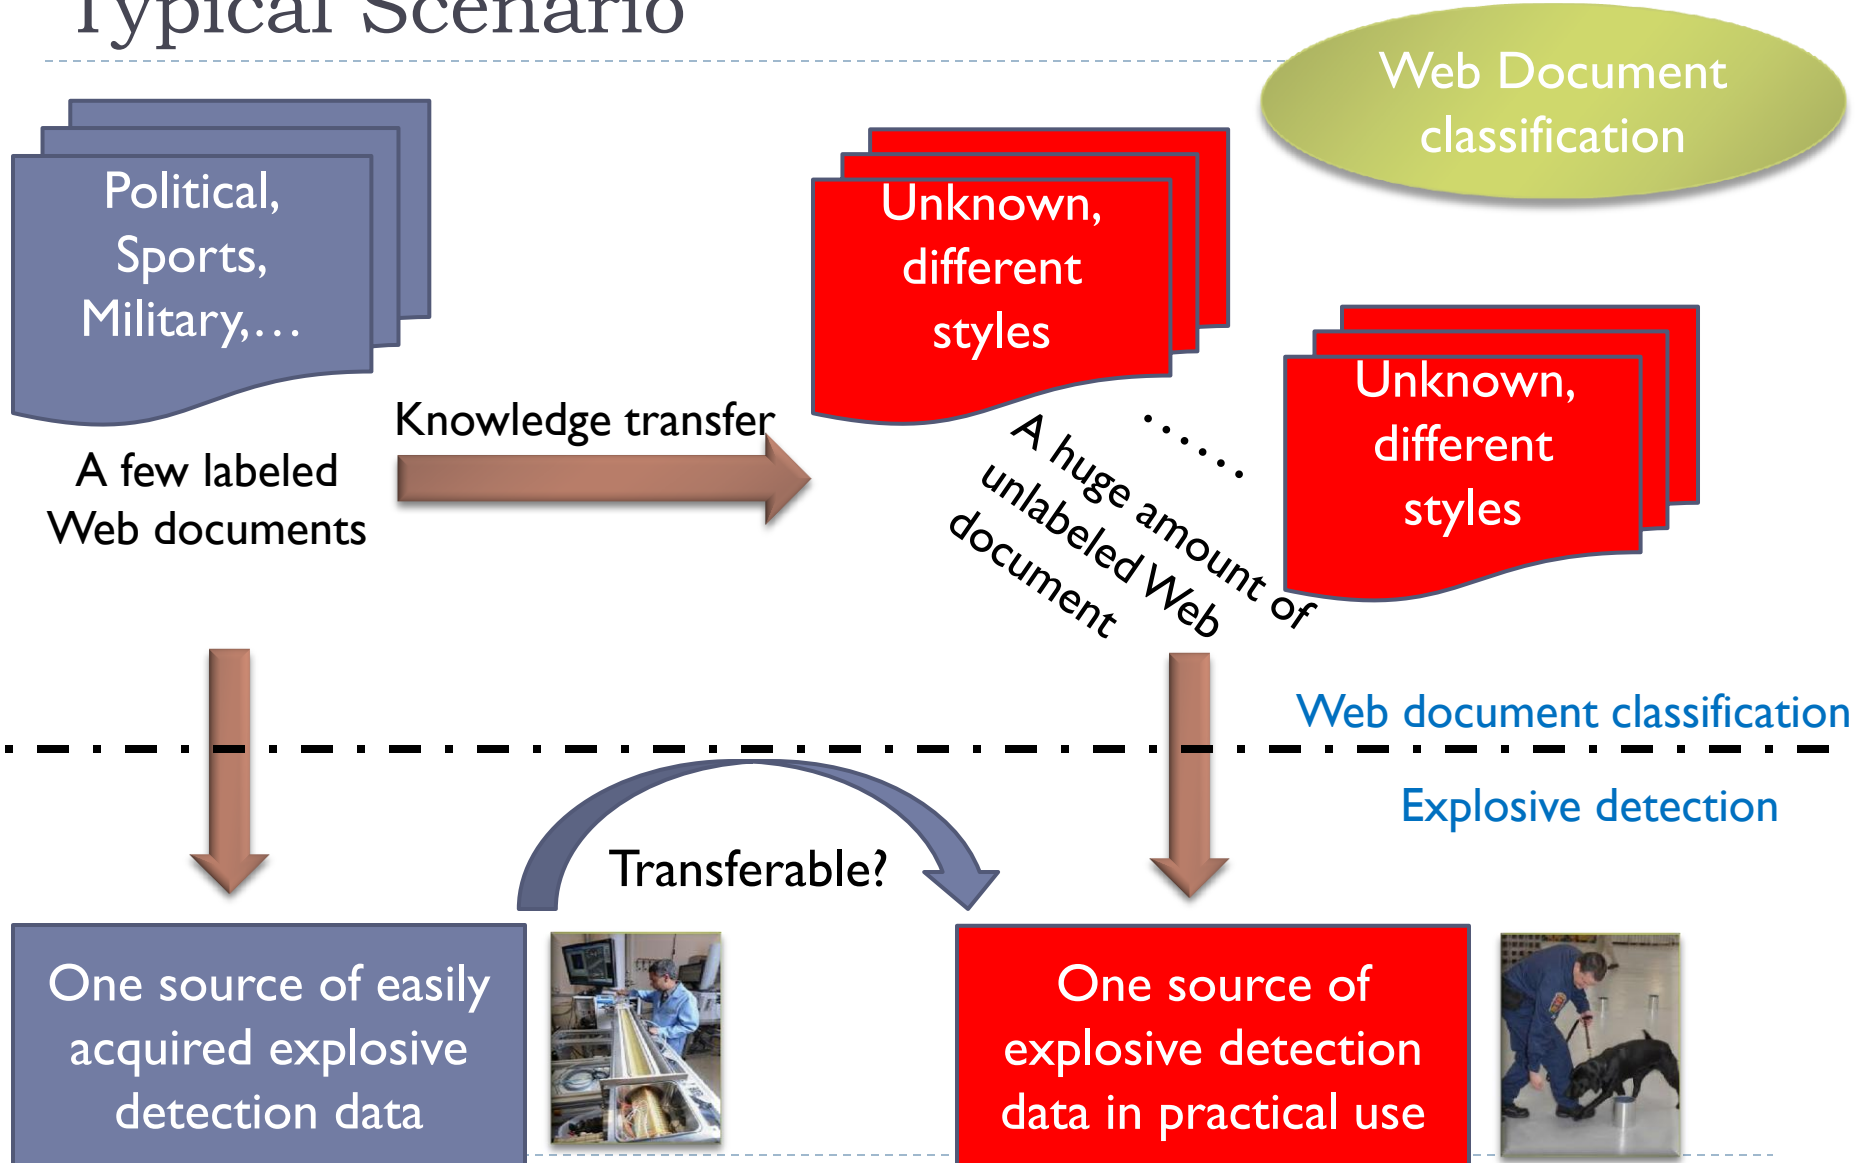 Typical Scenario
Web Document
classification
Political,
Sports,
Military,...
A few labeled
Web documents
Knowledge transfer
Unknown,
different
styles
......
A huge amount of
unlabeled Web
document
Unknown,
different
styles
Web document classification
Explosive detection
Transferable?
One source of easily
acquired explosive
detection data
One source of
explosive detection
data in practical use